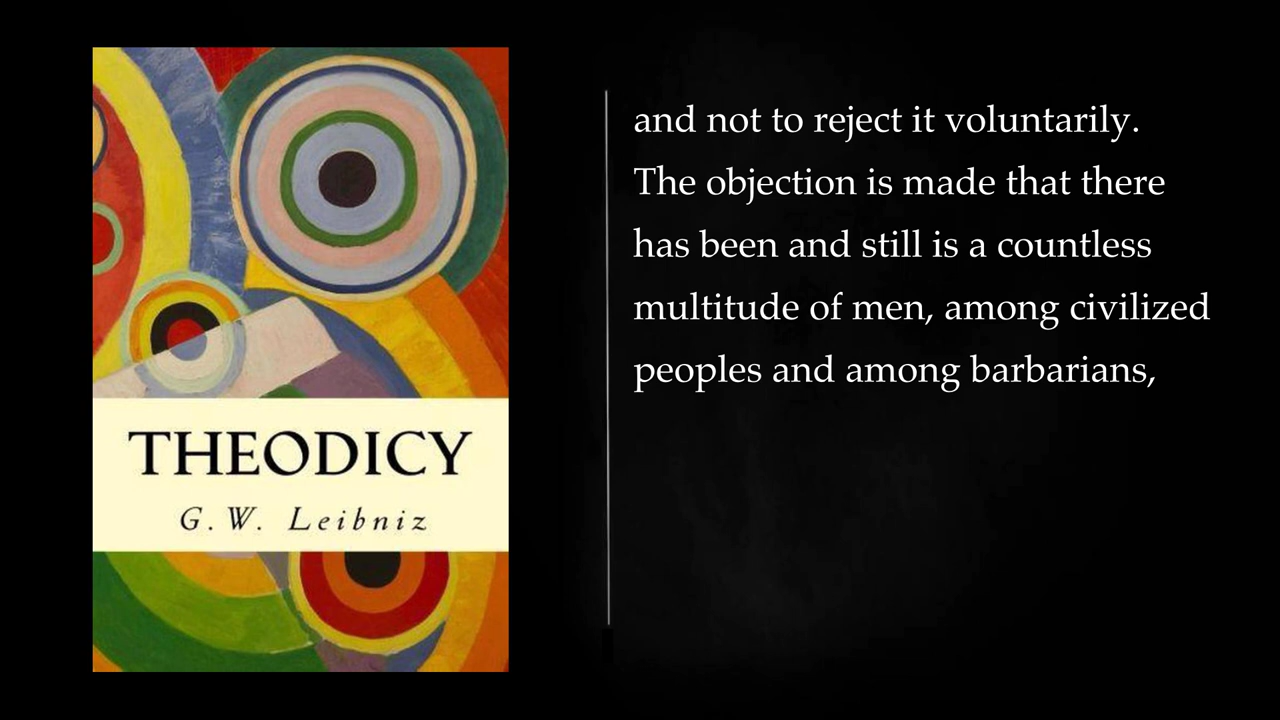 THEODICY
G.W. Leibniz
and not to reject it voluntarily.
The objection is made that there
has been and still is a countless
multitude of men, among civilized
peoples and among barbarians,